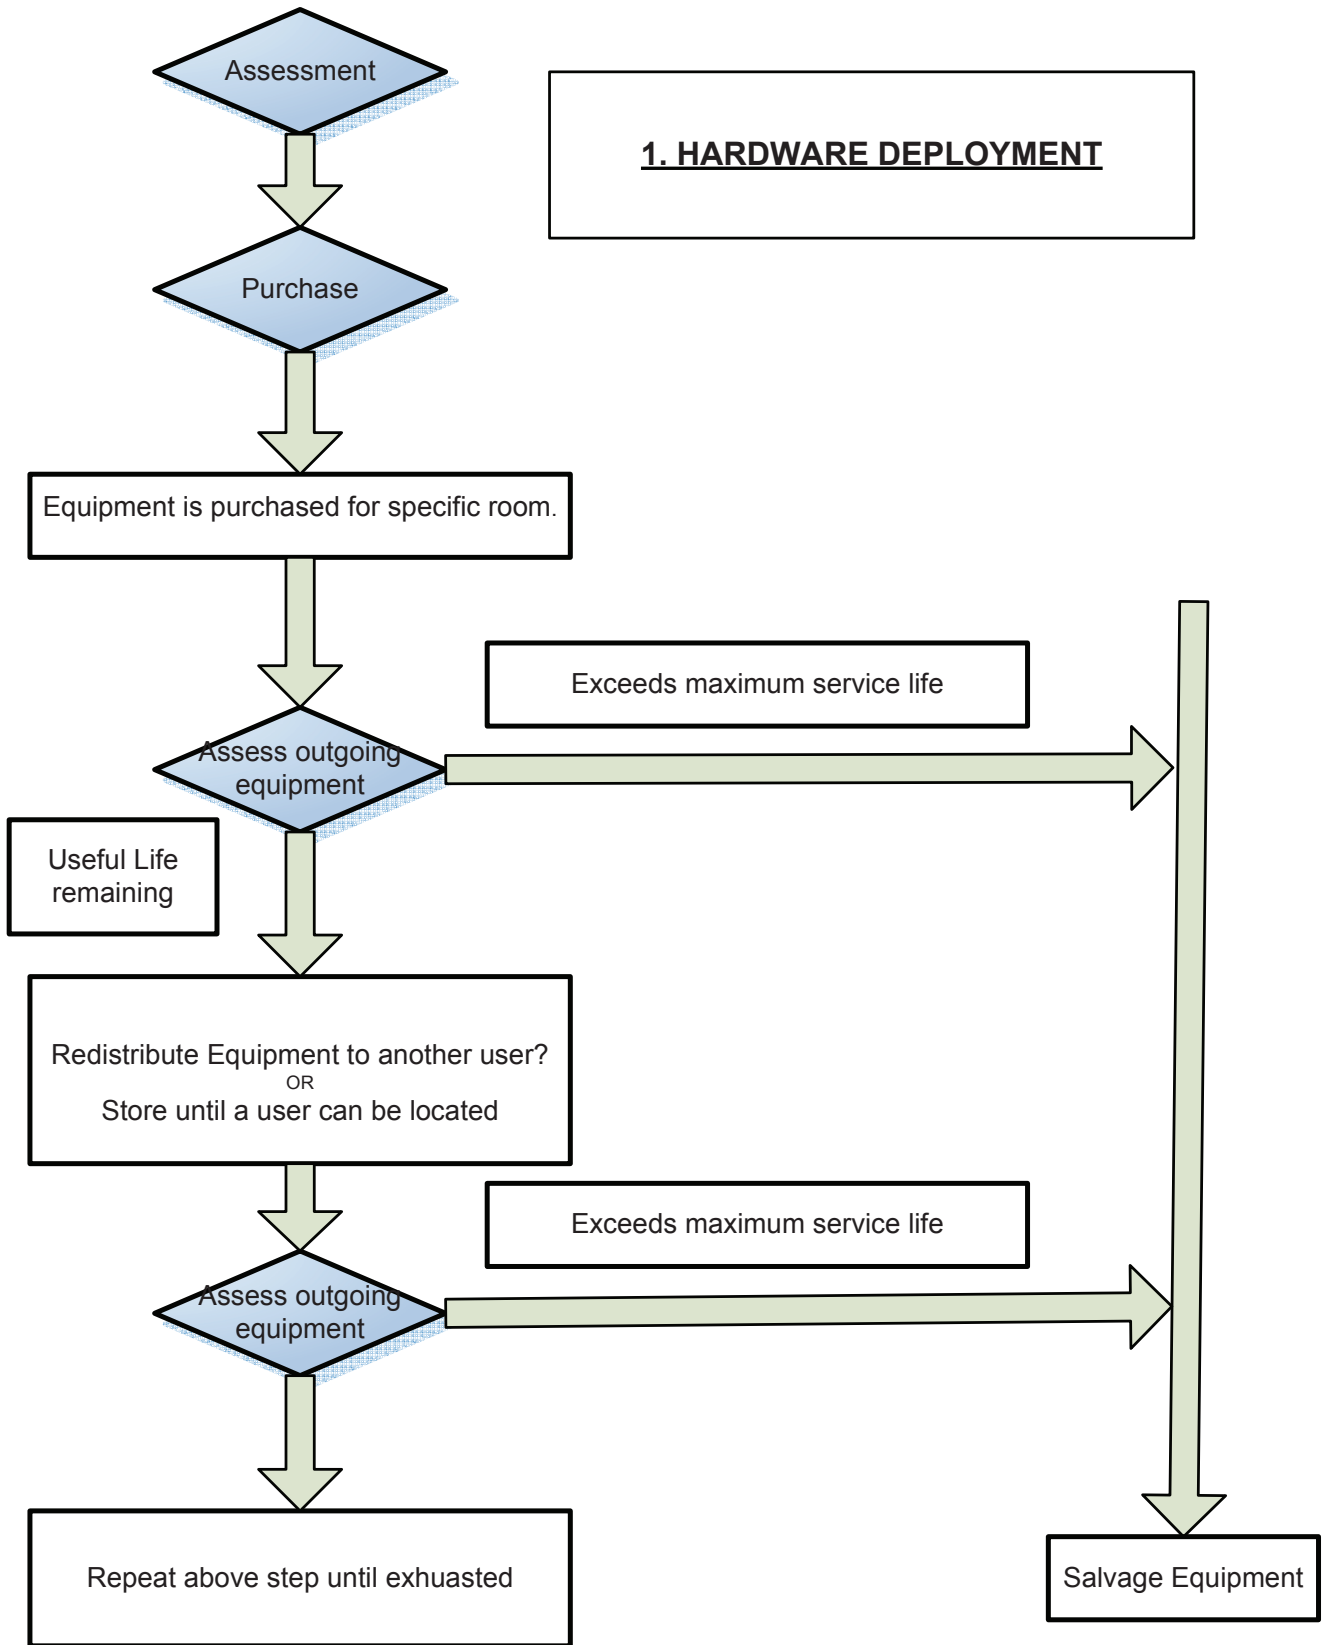 Assessment
1. HARDWARE DEPLOYMENT
Purchase
Equipment is purchased for specific room.
Exceeds maximum service life
Assess outgoing
equipment
Useful Life
remaining
Redistribute Equipment to another user?
OR
Store until a user can be located
Exceeds maximum service life
Assess outgoing
equipment
Repeat above step until exhuasted
Salvage Equipment